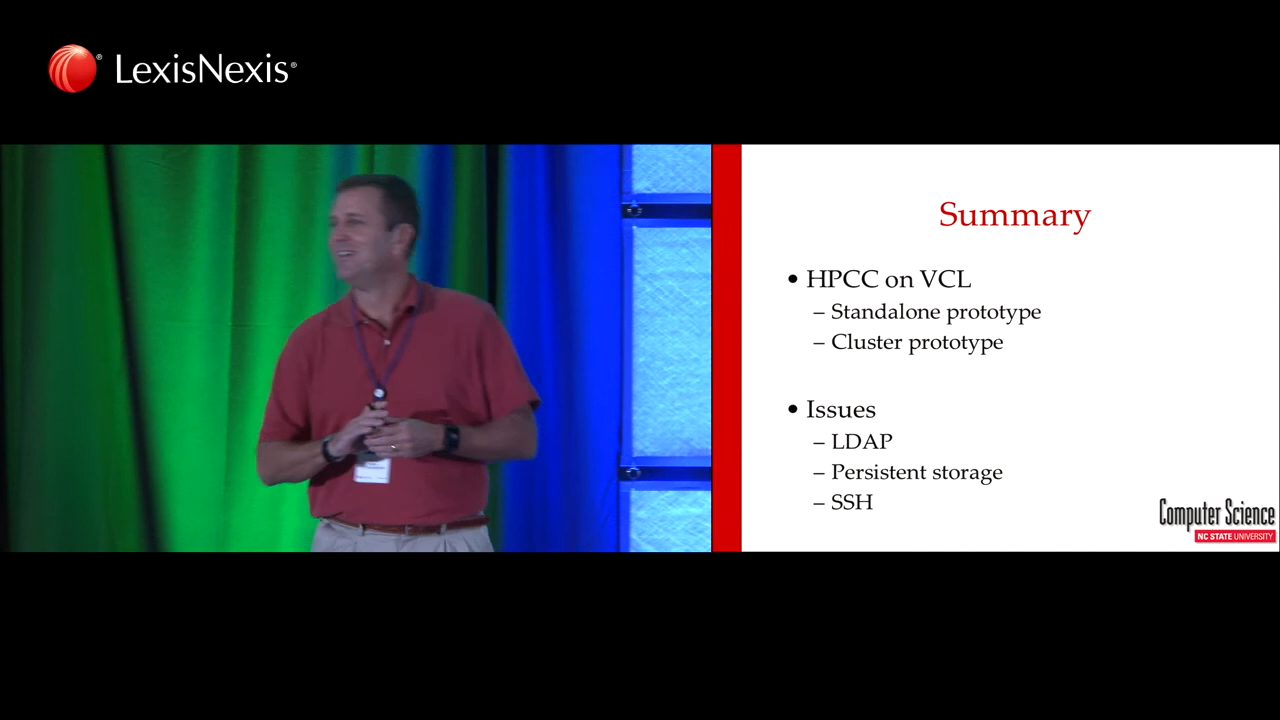 LexisNexis®
Summary
• HPCC on VCL
– Standalone prototype
– Cluster prototype
• Issues
– LDAP
– Persistent storage
– SSH
Computer Science
NC STATE UNIVERSITY